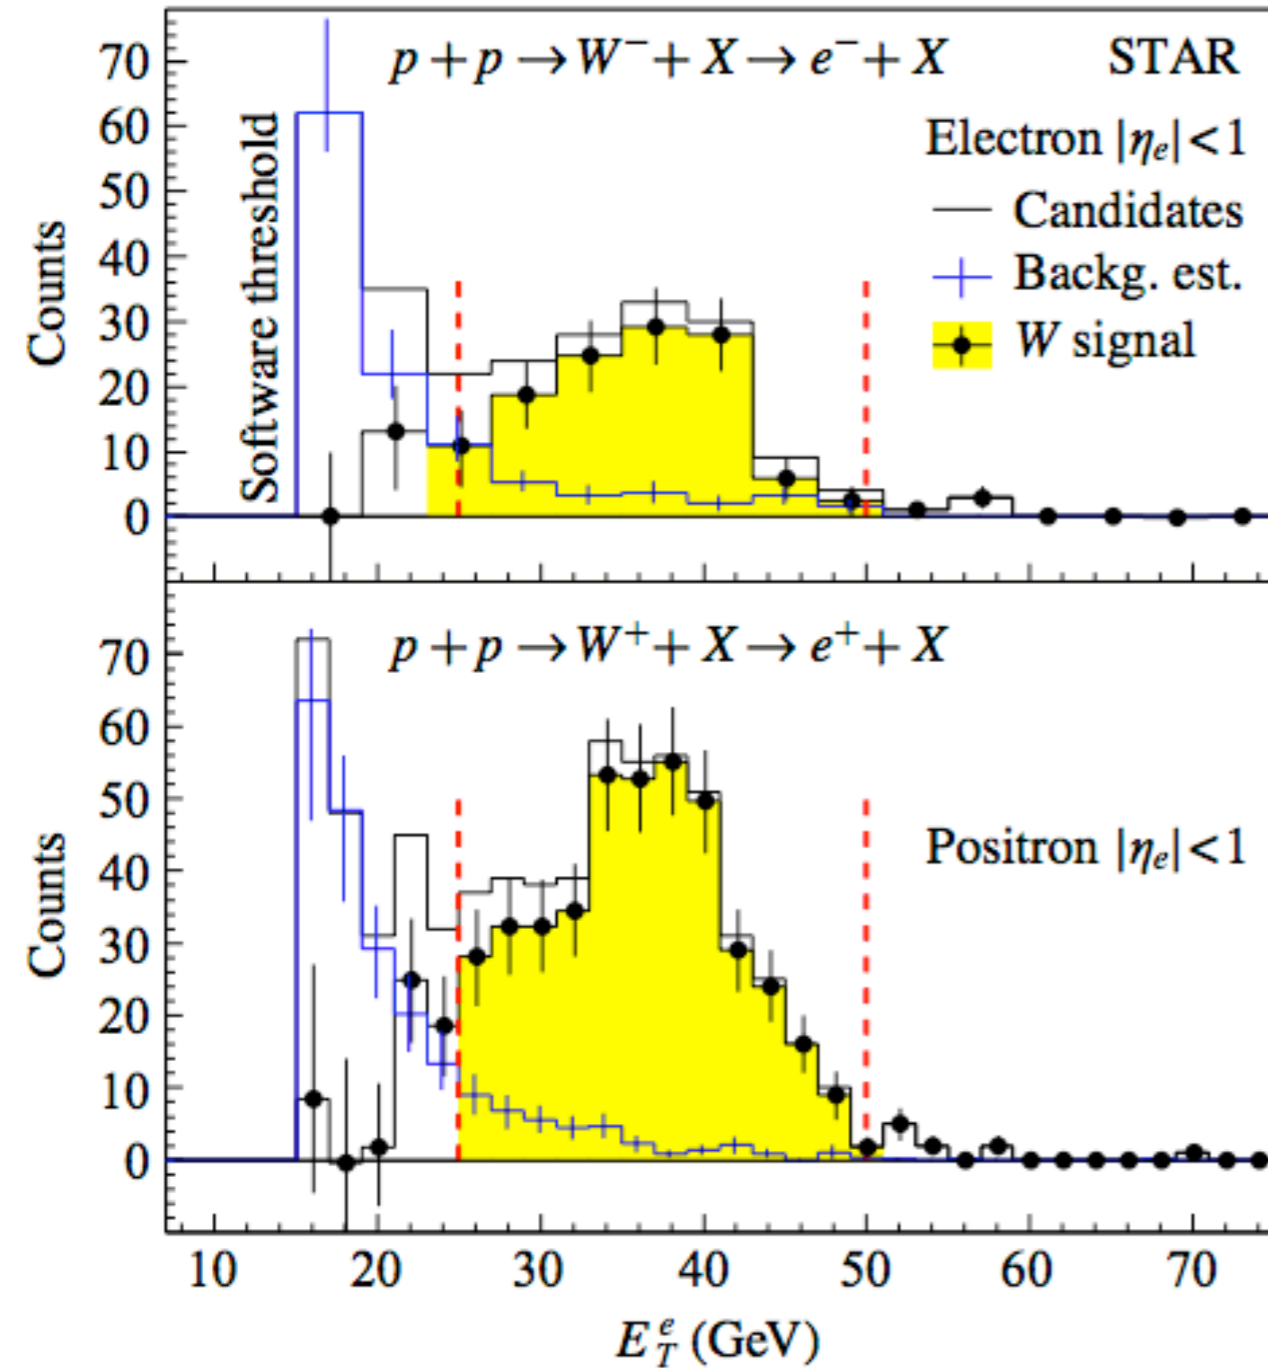 p + p → W⁻ + X → e⁻ + X
STAR
Electron |ηₑ| < 1
Candidates
Backg. est.
W signal
Software threshold
Counts
70
60
50
40
30
20
10
0
p + p → W⁺ + X → e⁺ + X
Positron |ηₑ| < 1
Counts
70
60
50
40
30
20
10
0
10 20 30 40 50 60 70
E_T^e (GeV)